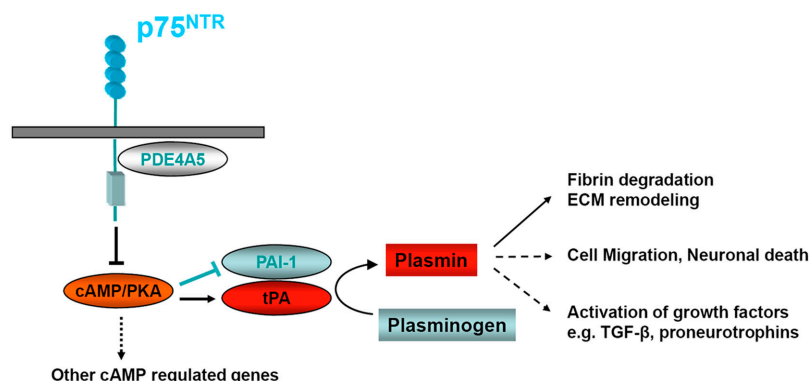 p75NTR
PDE4A5
Fibrin degradation
ECM remodeling
PAI-1
Plasmin
Cell Migration, Neuronal death
cAMP/PKA
tPA
Plasminogen
Activation of growth factors
e.g. TGF-β, proneurotrophins
Other cAMP regulated genes